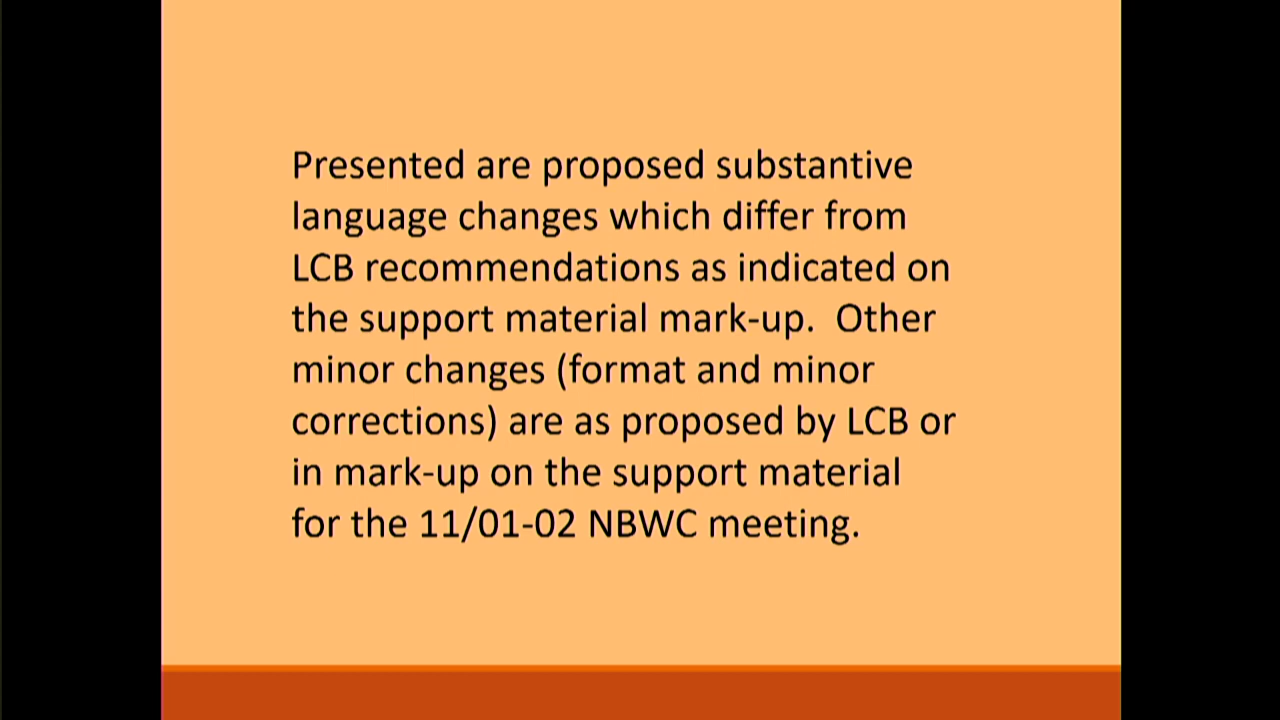 Presented are proposed substantive
language changes which differ from
LCB recommendations as indicated on
the support material mark-up.  Other
minor changes (format and minor
corrections) are as proposed by LCB or
in mark-up on the support material
for the 11/01-02 NBWC meeting.